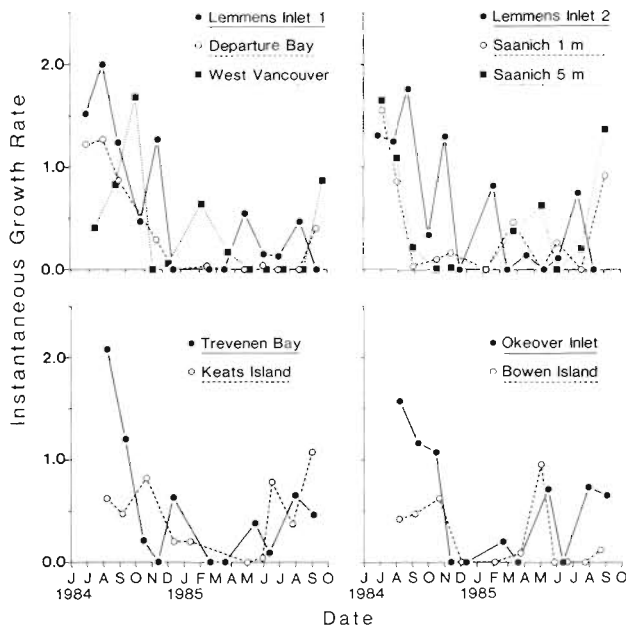 Lemmens Inlet 1
Departure Bay
West Vancouver
Lemmens Inlet 2
Saanich 1 m
Saanich 5 m
2.0
1.0
0.0
Instantaneous Growth Rate
Trevenen Bay
Keats Island
Okeover Inlet
Bowen Island
2.0
1.0
0.0
J J A S O N D J F M A M J J A S O
1984 1985
J J A S O N D J F M A M J J A S O
1984 1985
Date